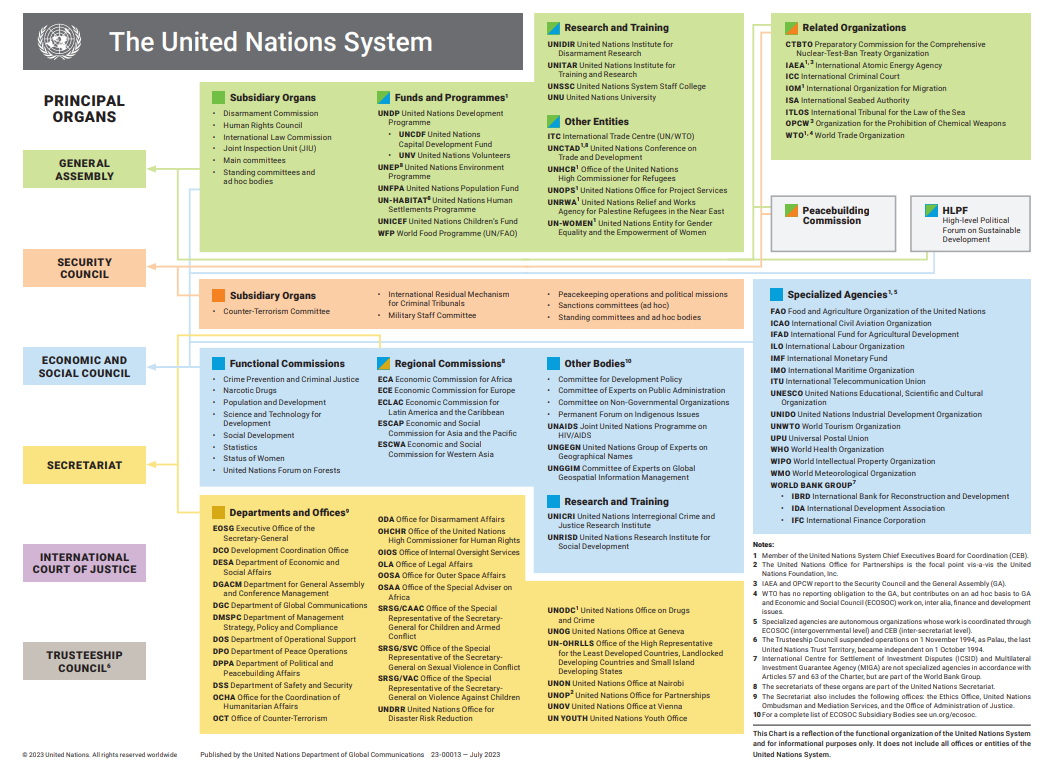 The United Nations System
PRINCIPAL
ORGANS
GENERAL
ASSEMBLY
SECURITY
COUNCIL
ECONOMIC AND
SOCIAL COUNCIL
SECRETARIAT
INTERNATIONAL
COURT OF JUSTICE
TRUSTEESHIP
COUNCIL⁶
Subsidiary Organs
• Disarmament Commission
• Human Rights Council
• International Law Commission
• Joint Inspection Unit (JIU)
• Main committees
• Standing committees and
ad hoc bodies
Funds and Programmes¹
UNDP United Nations Development
Programme
• UNCDF United Nations
Capital Development Fund
• UNV United Nations Volunteers
UNEP⁸ United Nations Environment
Programme
UNFPA United Nations Population Fund
UN-HABITAT⁸ United Nations Human
Settlements Programme
UNICEF United Nations Children's Fund
WFP World Food Programme (UN/FAO)
Research and Training
UNIDIR United Nations Institute for
Disarmament Research
UNITAR United Nations Institute for
Training and Research
UNSSC United Nations System Staff College
UNU United Nations University
Other Entities
ITC International Trade Centre (UN/WTO)
UNCTAD¹,⁸ United Nations Conference on
Trade and Development
UNHCR¹ Office of the United Nations
High Commissioner for Refugees
UNOPS¹ United Nations Office for Project Services
UNRWA¹ United Nations Relief and Works
Agency for Palestine Refugees in the Near East
UN-WOMEN¹ United Nations Entity for Gender
Equality and the Empowerment of Women
Related Organizations
CTBTO Preparatory Commission for the Comprehensive
Nuclear-Test-Ban Treaty Organization
IAEA¹,³ International Atomic Energy Agency
ICC International Criminal Court
IOM¹ International Organization for Migration
ISA International Seabed Authority
ITLOS International Tribunal for the Law of the Sea
OPCW³ Organization for the Prohibition of Chemical Weapons
WTO¹,⁴ World Trade Organization
Peacebuilding
Commission
HLPF
High-level Political
Forum on Sustainable
Development
Subsidiary Organs
• Counter-Terrorism Committee
• International Residual Mechanism
for Criminal Tribunals
• Military Staff Committee
• Peacekeeping operations and political missions
• Sanctions committees (ad hoc)
• Standing committees and ad hoc bodies
Functional Commissions
• Crime Prevention and Criminal Justice
• Narcotic Drugs
• Population and Development
• Science and Technology for
Development
• Social Development
• Statistics
• Status of Women
• United Nations Forum on Forests
Regional Commissions⁸
ECA Economic Commission for Africa
ECE Economic Commission for Europe
ECLAC Economic Commission for
Latin America and the Caribbean
ESCAP Economic and Social
Commission for Asia and the Pacific
ESCWA Economic and Social
Commission for Western Asia
Other Bodies¹⁰
• Committee for Development Policy
• Committee of Experts on Public Administration
• Committee on Non-Governmental Organizations
• Permanent Forum on Indigenous Issues
UNAIDS Joint United Nations Programme on
HIV/AIDS
UNGEGN United Nations Group of Experts on
Geographical Names
UNGGIM Committee of Experts on Global
Geospatial Information Management
Research and Training
UNICRI United Nations Interregional Crime and
Justice Research Institute
UNRISD United Nations Research Institute for
Social Development
Specialized Agencies¹,⁵
FAO Food and Agriculture Organization of the United Nations
ICAO International Civil Aviation Organization
IFAD International Fund for Agricultural Development
ILO International Labour Organization
IMF International Monetary Fund
IMO International Maritime Organization
ITU International Telecommunication Union
UNESCO United Nations Educational, Scientific and Cultural
Organization
UNIDO United Nations Industrial Development Organization
UNWTO World Tourism Organization
UPU Universal Postal Union
WHO World Health Organization
WIPO World Intellectual Property Organization
WMO World Meteorological Organization
WORLD BANK GROUP⁷
• IBRD International Bank for Reconstruction and Development
• IDA International Development Association
• IFC International Finance Corporation
Departments and Offices⁹
EOSG Executive Office of the
Secretary-General
DCO Development Coordination Office
DESA Department of Economic and
Social Affairs
DGACM Department for General Assembly
and Conference Management
DGC Department of Global Communications
DMSPC Department of Management
Strategy, Policy and Compliance
DOS Department of Operational Support
DPO Department of Peace Operations
DPPA Department of Political and
Peacebuilding Affairs
DSS Department of Safety and Security
OCHA Office for the Coordination of
Humanitarian Affairs
OCT Office of Counter-Terrorism
ODA Office for Disarmament Affairs
OHCHR Office of the United Nations
High Commissioner for Human Rights
OIOS Office of Internal Oversight Services
OLA Office of Legal Affairs
OOSA Office for Outer Space Affairs
OSAA Office of the Special Adviser on
Africa
SRSG/CAAC Office of the Special
Representative of the Secretary-
General for Children and Armed
Conflict
SRSG/SVC Office of the Special
Representative of the Secretary-
General on Sexual Violence in Conflict
SRSG/VAC Office of the Special
Representative of the Secretary-
General on Violence Against Children
UNDRR United Nations Office for
Disaster Risk Reduction
UNODC¹ United Nations Office on Drugs
and Crime
UNOG United Nations Office at Geneva
UN-OHRLLS Office of the High Representative
for the Least Developed Countries, Landlocked
Developing Countries and Small Island
Developing States
UNON United Nations Office at Nairobi
UNOP² United Nations Office for Partnerships
UNOV United Nations Office at Vienna
UN YOUTH United Nations Youth Office
Notes:
1 Member of the United Nations System Chief Executives Board for Coordination (CEB).
2 The United Nations Office for Partnerships is the focal point vis-a-vis the United
Nations Foundation, Inc.
3 IAEA and OPCW report to the Security Council and the General Assembly (GA).
4 WTO has no reporting obligation to the GA, but contributes on an ad hoc basis to GA
and Economic and Social Council (ECOSOC) work on, inter alia, finance and development
issues.
5 Specialized agencies are autonomous organizations whose work is coordinated through
ECOSOC (intergovernmental level) and CEB (inter-secretariat level).
6 The Trusteeship Council suspended operations on 1 November 1994, as Palau, the last
United Nations Trust Territory, became independent on 1 October 1994.
7 International Centre for Settlement of Investment Disputes (ICSID) and Multilateral
Investment Guarantee Agency (MIGA) are not specialized agencies in accordance with
Articles 57 and 63 of the Charter, but are part of the World Bank Group.
8 The secretariats of these organs are part of the United Nations Secretariat.
9 The Secretariat also includes the following offices: the Ethics Office, United Nations
Ombudsman and Mediation Services, and the Office of Administration of Justice.
10 For a complete list of ECOSOC Subsidiary Bodies see un.org/ecosoc.
This Chart is a reflection of the functional organization of the United Nations System
and for informational purposes only. It does not include all offices or entities of the
United Nations System.
© 2023 United Nations. All rights reserved worldwide
Published by the United Nations Department of Global Communications 23-00013 — July 2023